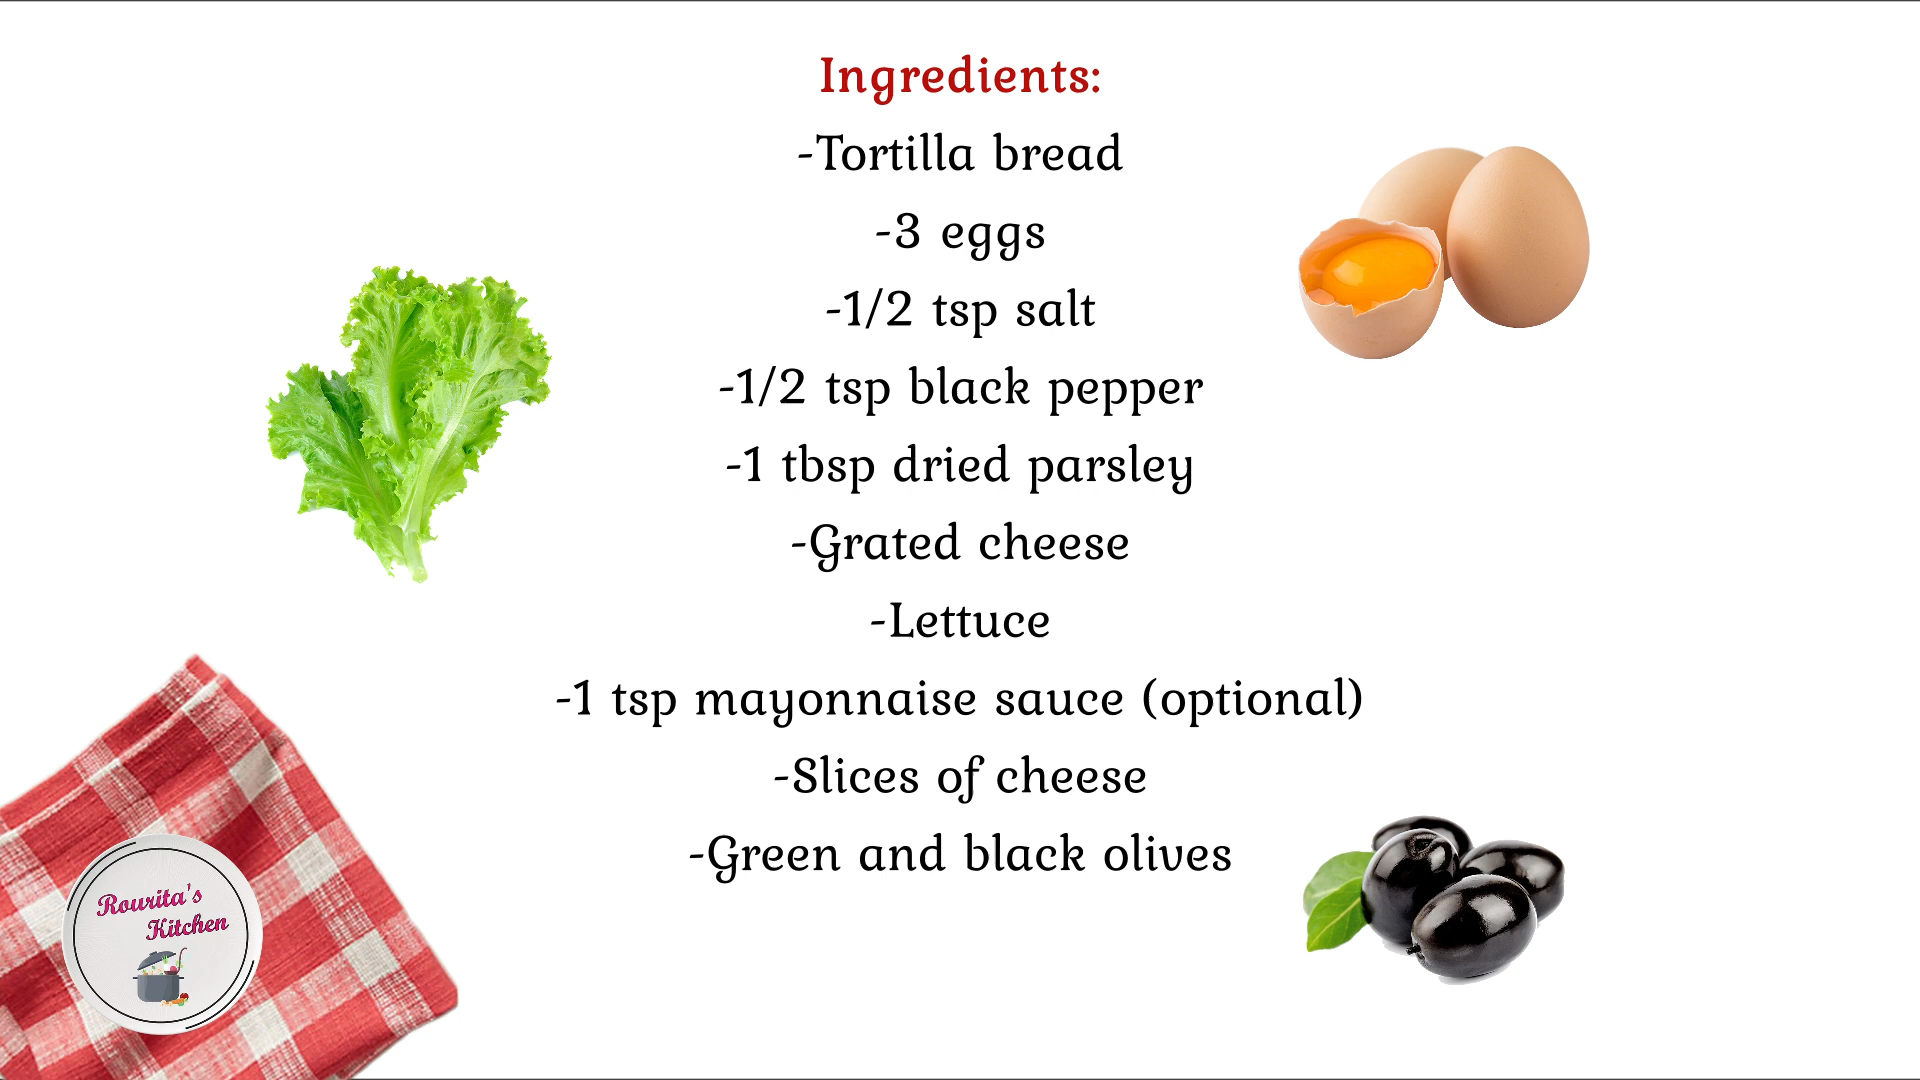 Ingredients:
-Tortilla bread
-3 eggs
-1/2 tsp salt
-1/2 tsp black pepper
-1 tbsp dried parsley
-Grated cheese
-Lettuce
-1 tsp mayonnaise sauce (optional)
-Slices of cheese
-Green and black olives
Rourita's
Kitchen